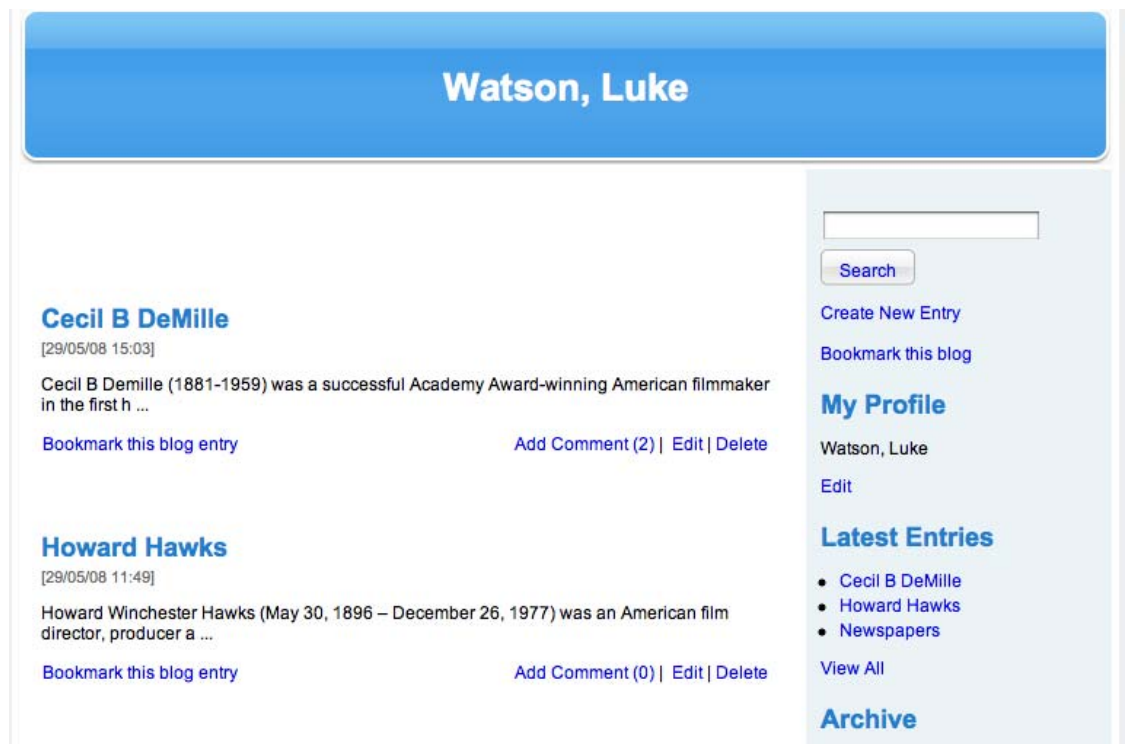 Watson, Luke
Cecil B DeMille
[29/05/08 15:03]
Cecil B Demille (1881-1959) was a successful Academy Award-winning American filmmaker
in the first h ...
Bookmark this blog entry
Add Comment (2) | Edit | Delete
Howard Hawks
[29/05/08 11:49]
Howard Winchester Hawks (May 30, 1896 – December 26, 1977) was an American film
director, producer a ...
Bookmark this blog entry
Add Comment (0) | Edit | Delete
Search
Create New Entry
Bookmark this blog
My Profile
Watson, Luke
Edit
Latest Entries
• Cecil B DeMille
• Howard Hawks
• Newspapers
View All
Archive